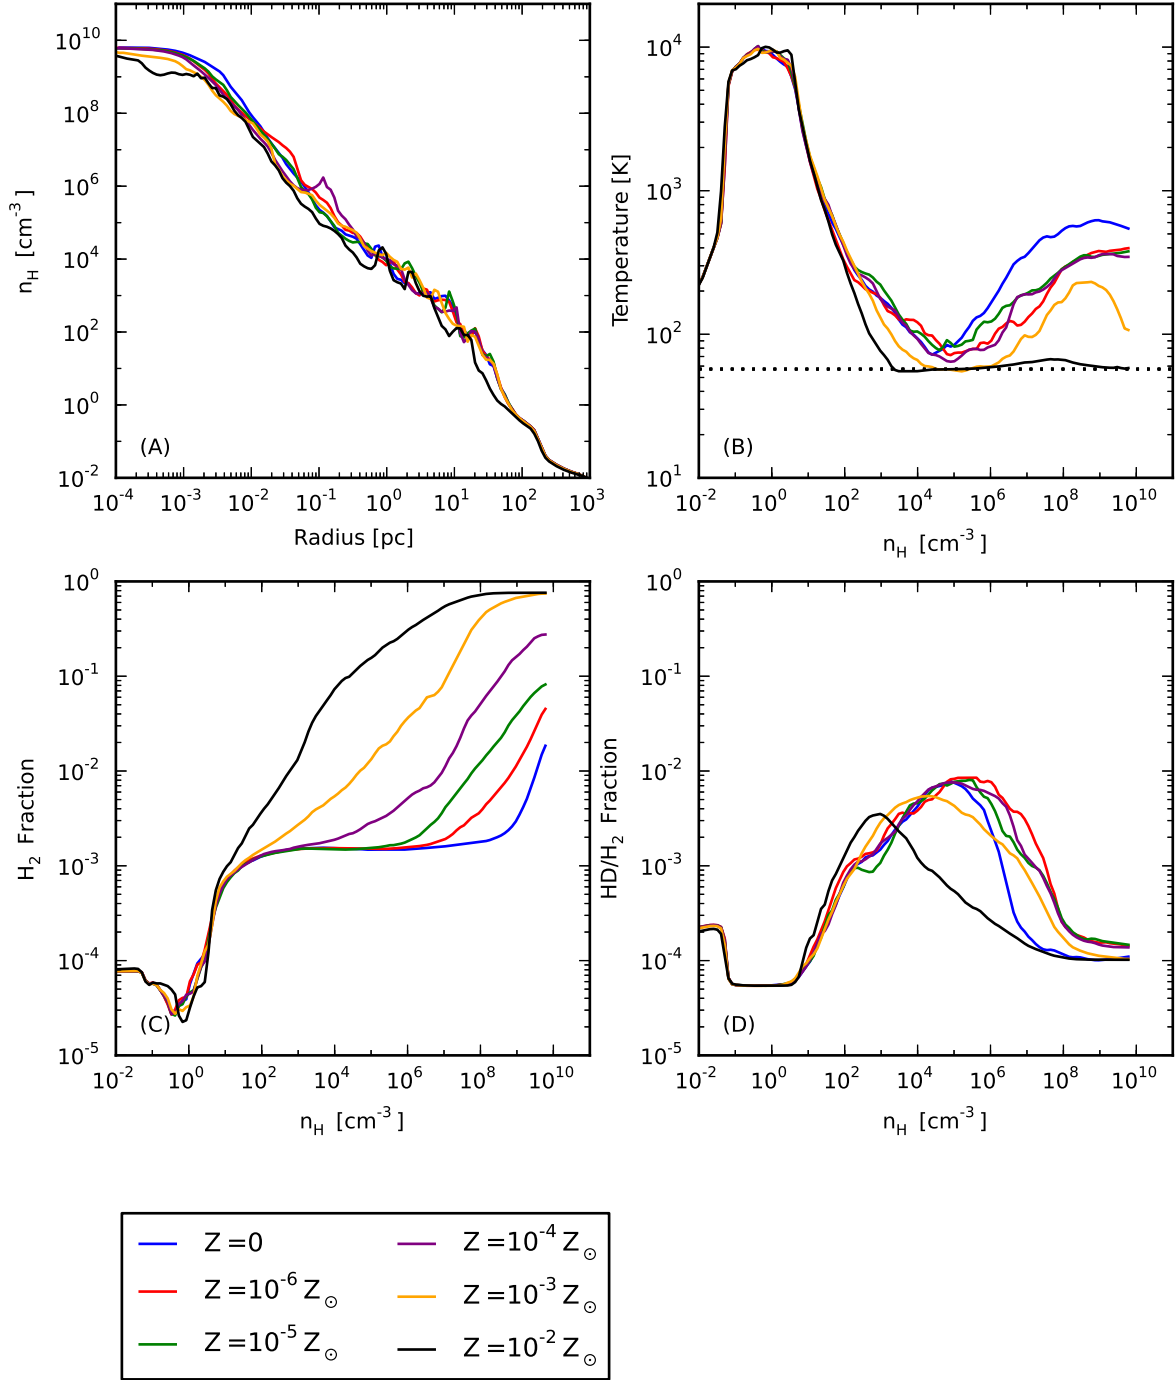 10^10
10^8
10^6
10^4
10^2
10^0
10^-2
n_H [cm^-3]
(A)
10^-4 10^-3 10^-2 10^-1 10^0 10^1 10^2 10^3
Radius [pc]
10^4
10^3
10^2
10^1
Temperature [K]
(B)
10^-2 10^0 10^2 10^4 10^6 10^8 10^10
n_H [cm^-3]
10^0
10^-1
10^-2
10^-3
10^-4
10^-5
H_2 Fraction
(C)
10^-2 10^0 10^2 10^4 10^6 10^8 10^10
n_H [cm^-3]
10^0
10^-1
10^-2
10^-3
10^-4
10^-5
HD/H_2 Fraction
(D)
10^-2 10^0 10^2 10^4 10^6 10^8 10^10
n_H [cm^-3]
Z=0
Z=10^-6 Z_⊙
Z=10^-5 Z_⊙
Z=10^-4 Z_⊙
Z=10^-3 Z_⊙
Z=10^-2 Z_⊙